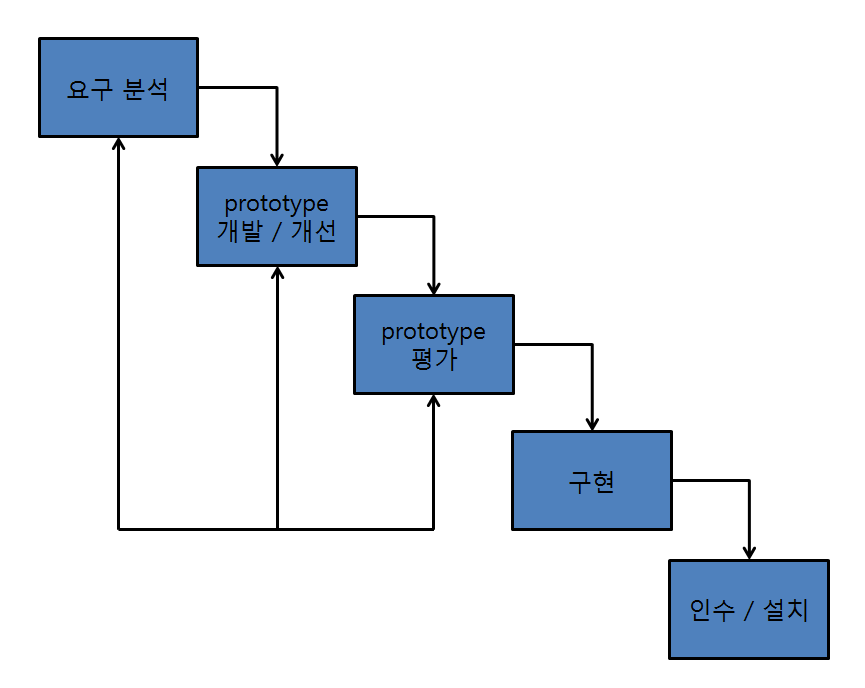 요구 분석
prototype
개발 / 개선
prototype
평가
구현
인수 / 설치